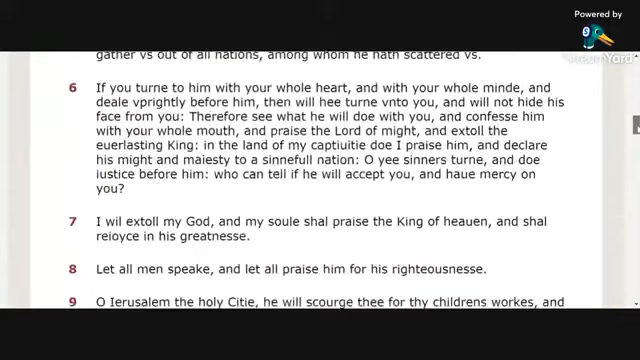 Powered by
StreamYard
gather vs out of all nations, among whom he hath scattered vs.
6 If you turne to him with your whole heart, and with your whole minde, and
deale vprightly before him, then will hee turne vnto you, and will not hide his
face from you: Therefore see what he will doe with you, and confesse him
with your whole mouth, and praise the Lord of might, and extoll the
euerlasting King: in the land of my captiuitie doe I praise him, and declare
his might and maiesty to a sinnefull nation: O yee sinners turne, and doe
iustice before him: who can tell if he will accept you, and haue mercy on
you?
7 I wil extoll my God, and my soule shal praise the King of heauen, and shal
reioyce in his greatnesse.
8 Let all men speake, and let all praise him for his righteousnesse.
9 O Ierusalem the holy Citie, he will scourge thee for thy childrens workes, and